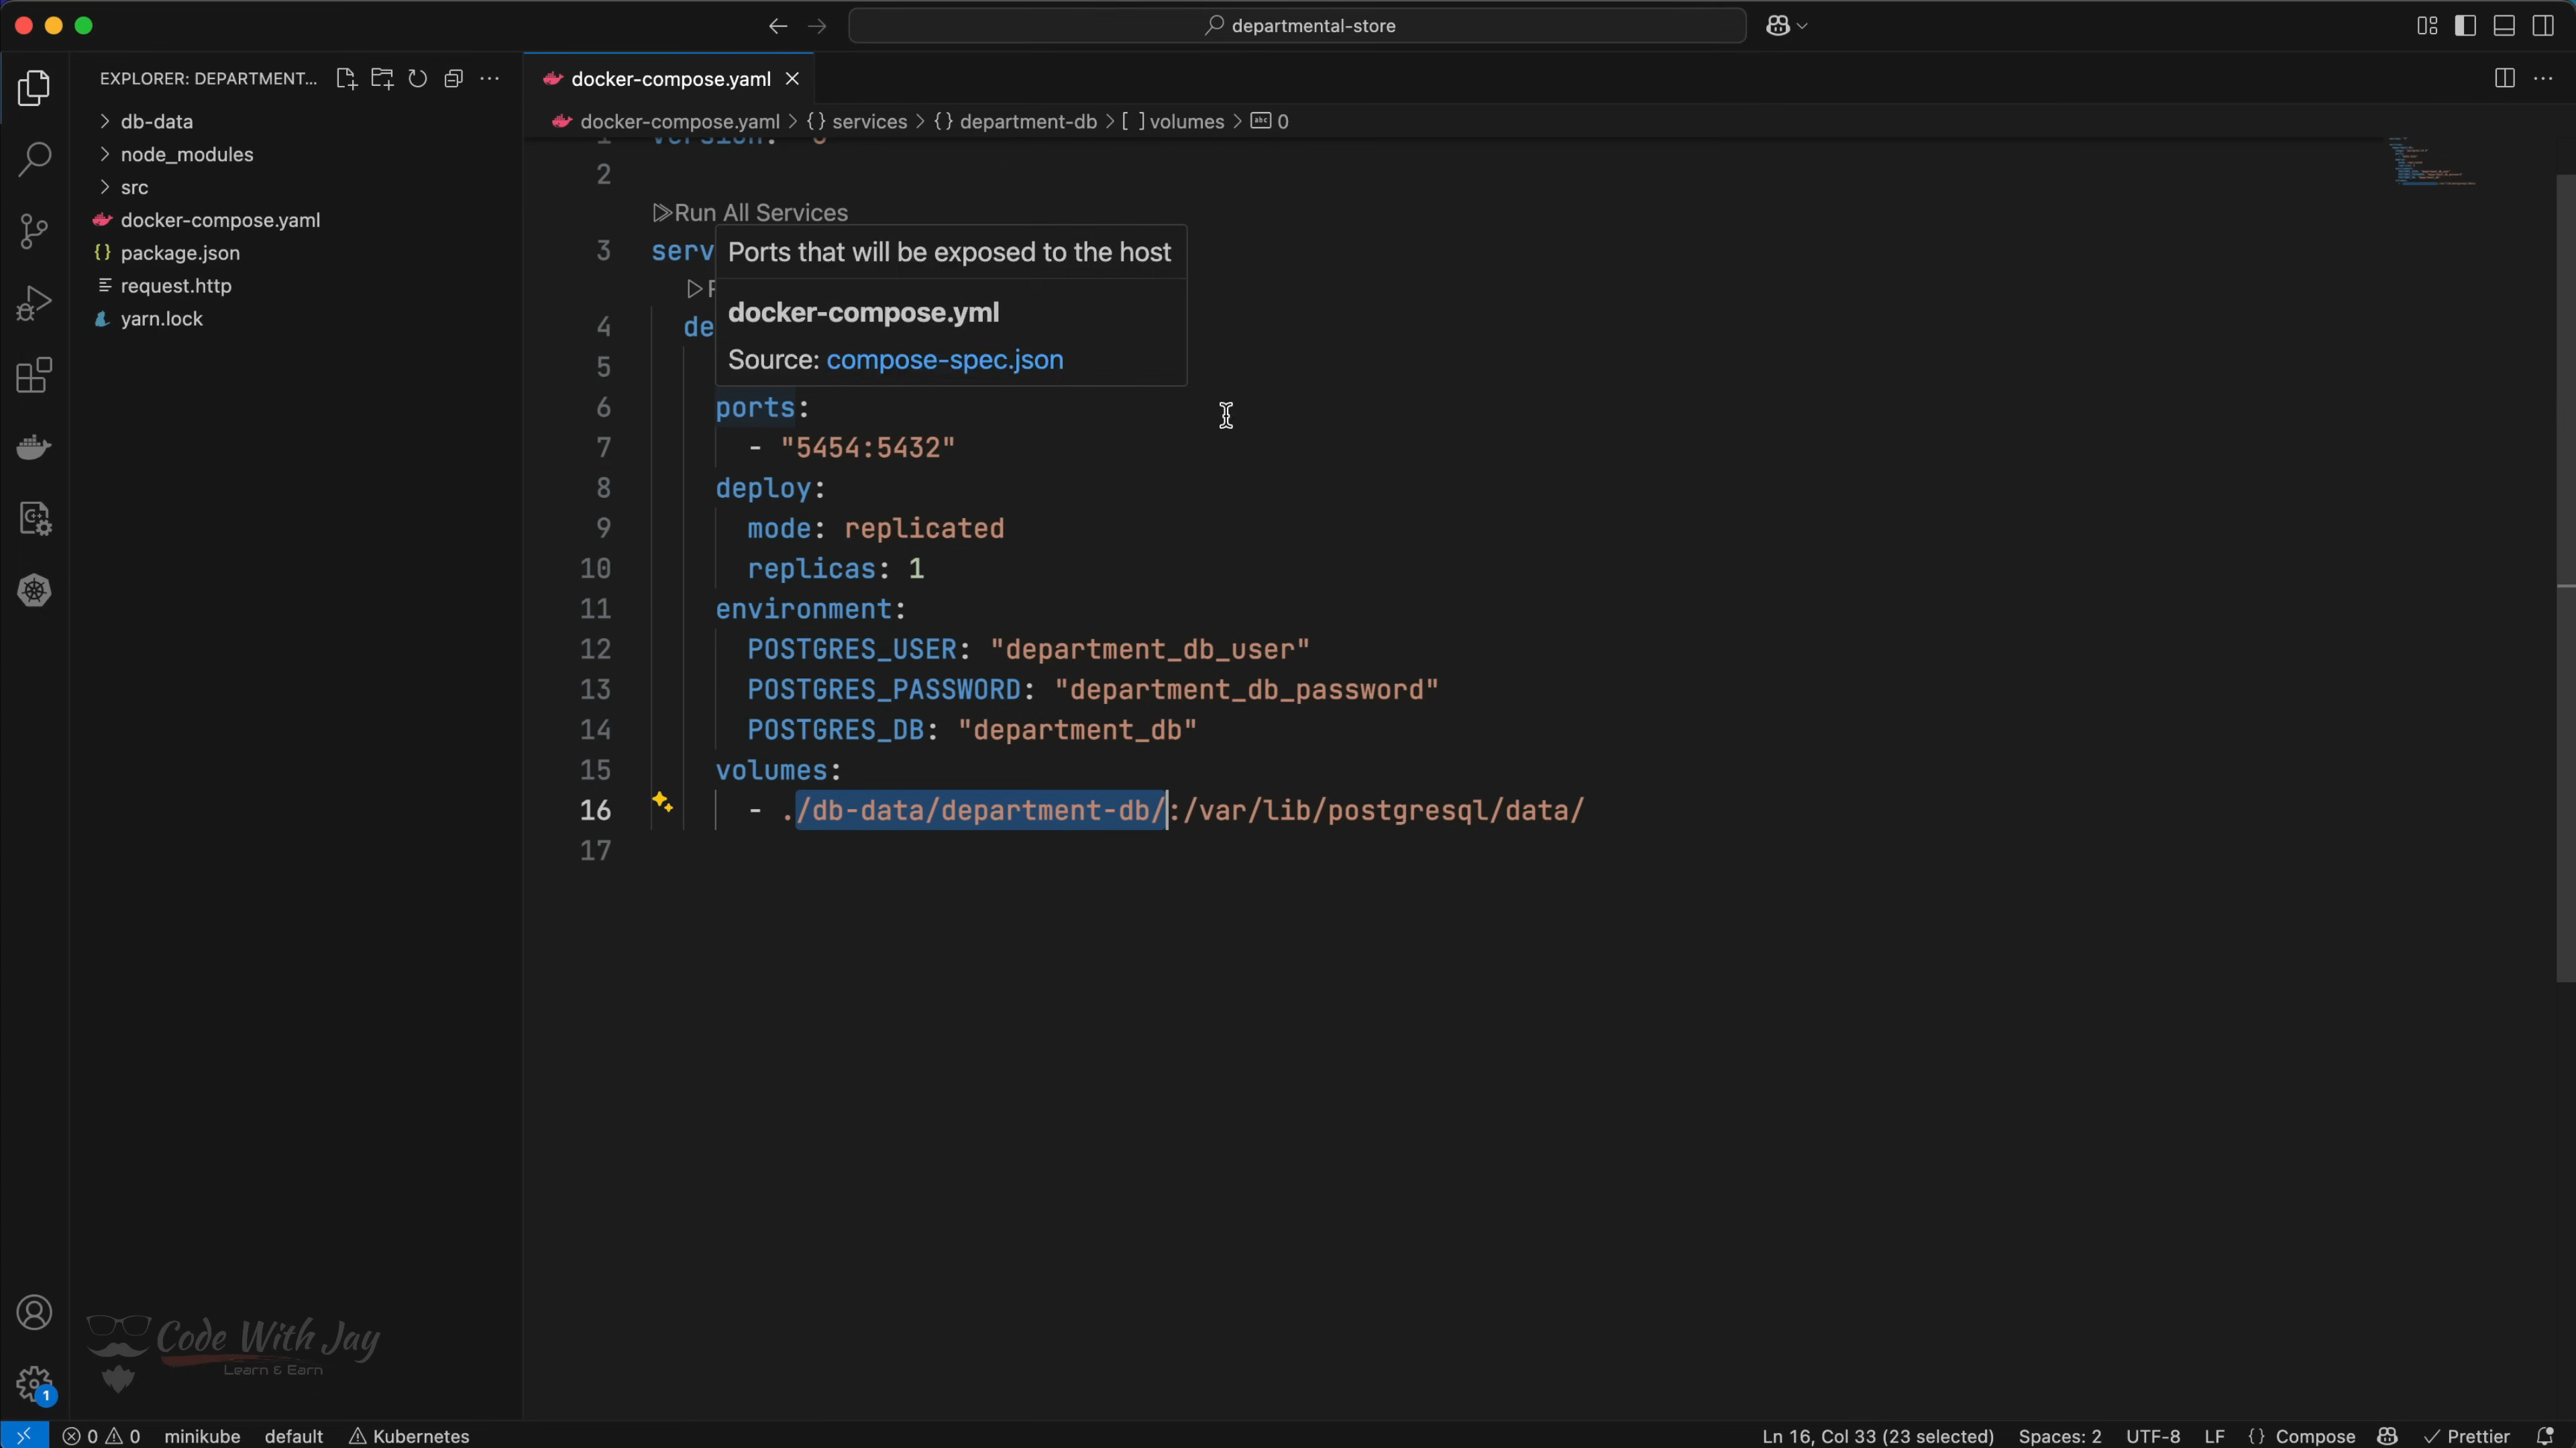 departmental-store
EXPLORER: DEPARTMENT...
db-data
node_modules
src
docker-compose.yaml
package.json
request.http
yarn.lock
docker-compose.yaml
docker-compose.yaml > {} services > {} department-db > [ ] volumes > abc 0
1
2
Run All Services
3 serv
Ports that will be exposed to the host
docker-compose.yml
Source: compose-spec.json
4 de
5
6 ports:
7 - "5454:5432"
8 deploy:
9 mode: replicated
10 replicas: 1
11 environment:
12 POSTGRES_USER: "department_db_user"
13 POSTGRES_PASSWORD: "department_db_password"
14 POSTGRES_DB: "department_db"
15 volumes:
16 - ./db-data/department-db/:/var/lib/postgresql/data/
17
Code With Jay
Learn & Earn
1
0 0 minikube default Kubernetes
Ln 16, Col 33 (23 selected) Spaces: 2 UTF-8 LF {} Compose Prettier